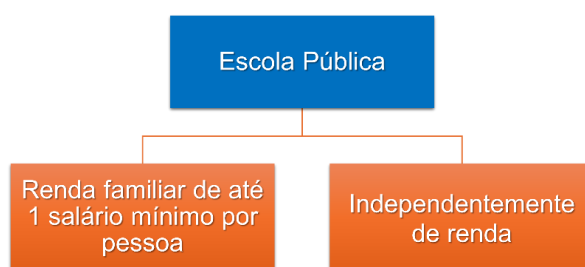 Escola Pública
Renda familiar de até
1 salário mínimo por
pessoa
Independentemente
de renda